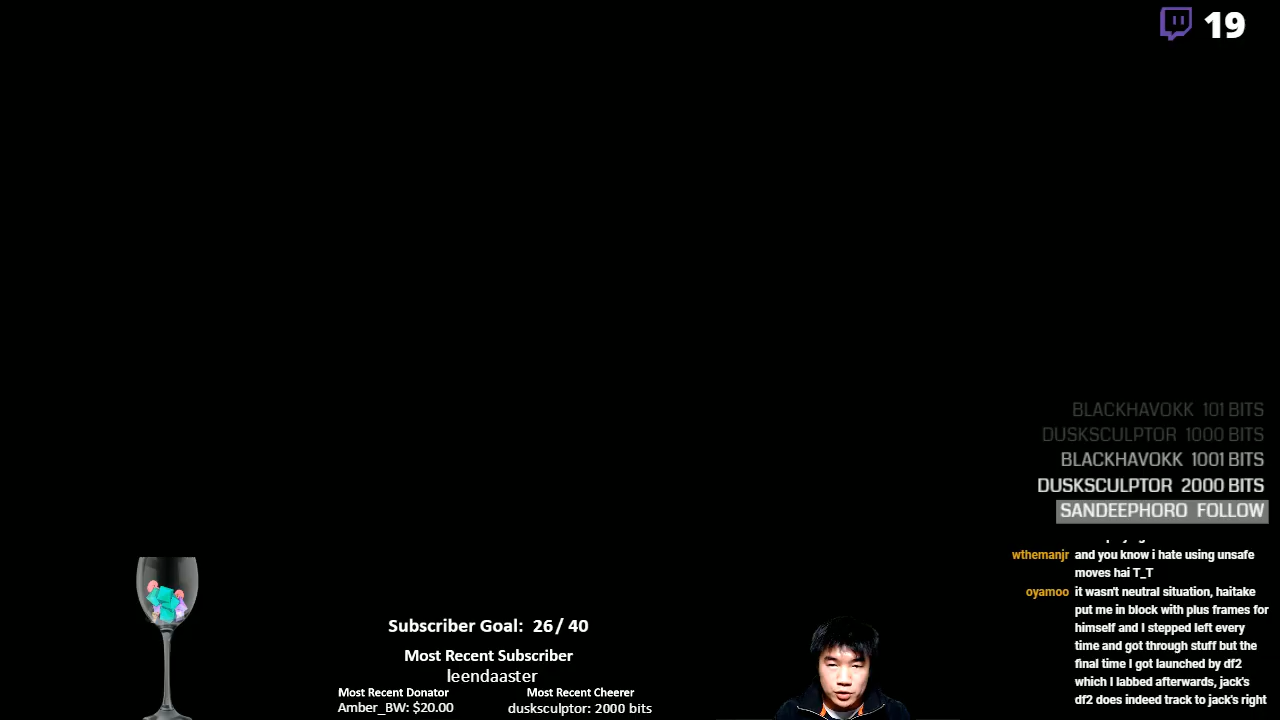 19
BLACKHAVOKK 101 BITS
DUSKSCULPTOR 1000 BITS
BLACKHAVOKK 1001 BITS
DUSKSCULPTOR 2000 BITS
SANDEEPHORO FOLLOW
wthemanjr and you know i hate using unsafe
moves hai T_T
oyamoo it wasn't neutral situation, haitake
put me in block with plus frames for
himself and I stepped left every
time and got through stuff but the
final time I got launched by df2
which I labbed afterwards, jack's
df2 does indeed track to jack's right
Subscriber Goal: 26 / 40
Most Recent Subscriber
leendaaster
Most Recent Donator
Amber_BW: $20.00
Most Recent Cheerer
dusksculptor: 2000 bits